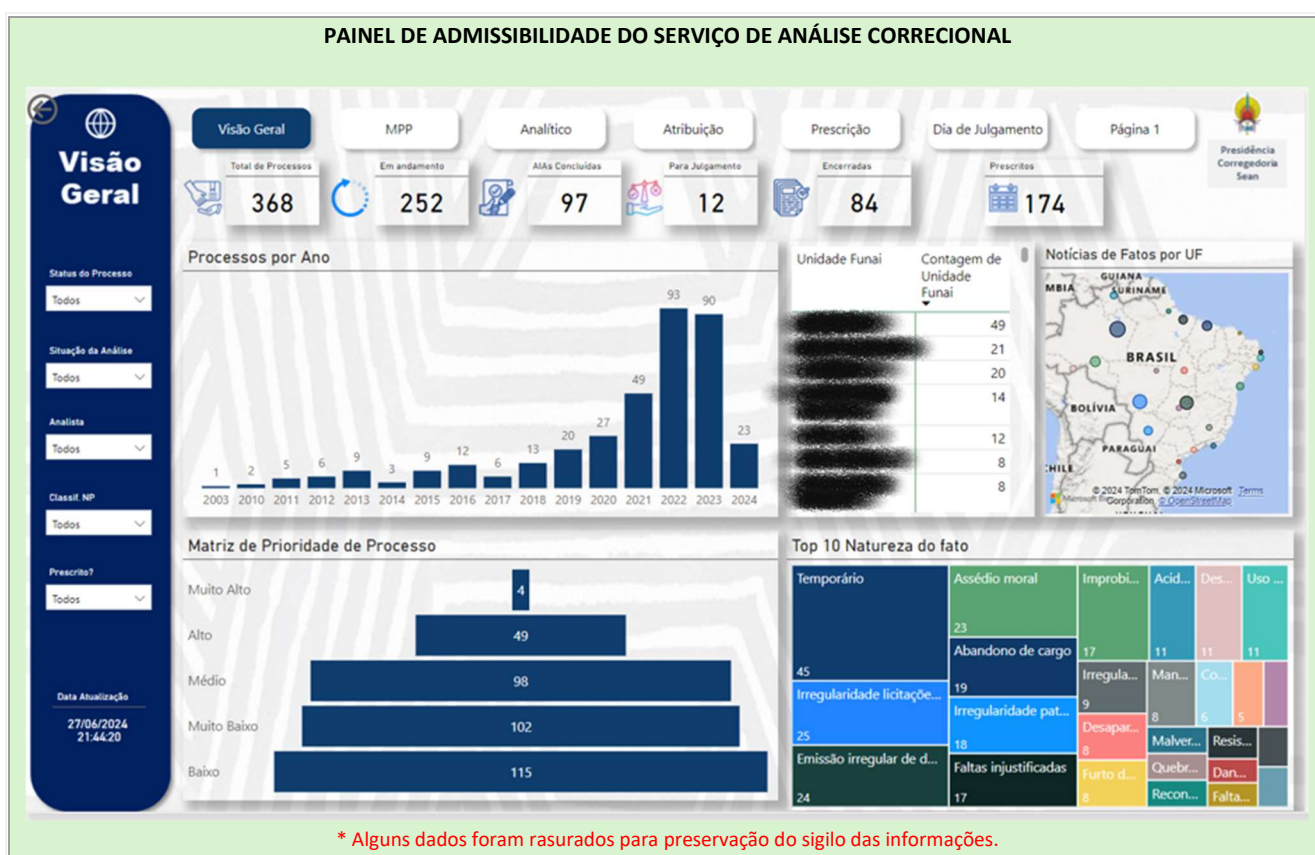 PAINEL DE ADMISSIBILIDADE DO SERVIÇO DE ANÁLISE CORRECIONAL
Visão Geral
Status do Processo
Todos
Situação da Análise
Todos
Analista
Todos
Classif. NP
Todos
Prescrito?
Todos
Data Atualização
27/06/2024
21:44:20
Visão Geral
MPP
Analítico
Atribuição
Prescrição
Dia de Julgamento
Página 1
Presidência
Corregedoria
Sean
Total de Processos
368
Em andamento
252
AIAs Concluídas
97
Para Julgamento
12
Encerradas
84
Prescritos
174
Processos por Ano
1 2 5 6 9 3 9 12 6 13 20 27 49 93 90 23
2003 2010 2011 2012 2013 2014 2015 2016 2017 2018 2019 2020 2021 2022 2023 2024
Unidade Funai
Contagem de
Unidade
Funai
49
21
20
14
12
8
8
Notícias de Fatos por UF
MBIA
GUIANA
SURINAME
BRASIL
BOLÍVIA
PARAGUAI
CHILE
© 2024 TomTom, © 2024 Microsoft
Corporation, © OpenStreetMap
Terms
Matriz de Prioridade de Processo
Muito Alto 4
Alto 49
Médio 98
Muito Baixo 102
Baixo 115
Top 10 Natureza do fato
Temporário
45
Irregularidade licitaçõe...
25
Emissão irregular de d...
24
Assédio moral
23
Abandono de cargo
19
Irregularidade pat...
18
Faltas injustificadas
17
Improbi...
17
Acid...
11
Des...
11
Uso ...
11
Irregula...
9
Desapar...
8
Furto d...
8
Man...
8
Co...
6
5
Malver...
Resis...
Quebr...
Dan...
Recon...
Falta...
* Alguns dados foram rasurados para preservação do sigilo das informações.